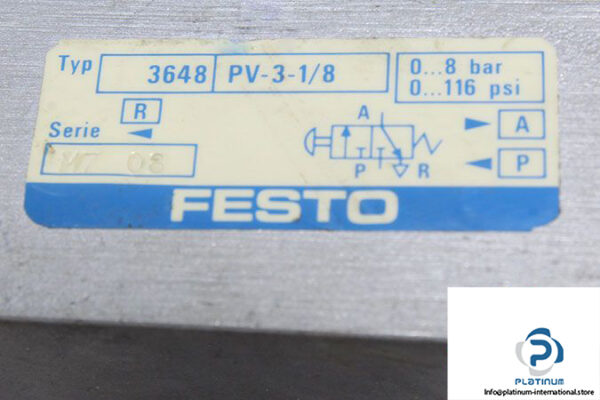 Typ 3648 PV-3-1/8 0...8 bar
0...116 psi
R
Serie
A
A
P R
P
FESTO
PLATINUM
Info@platinum-international.store